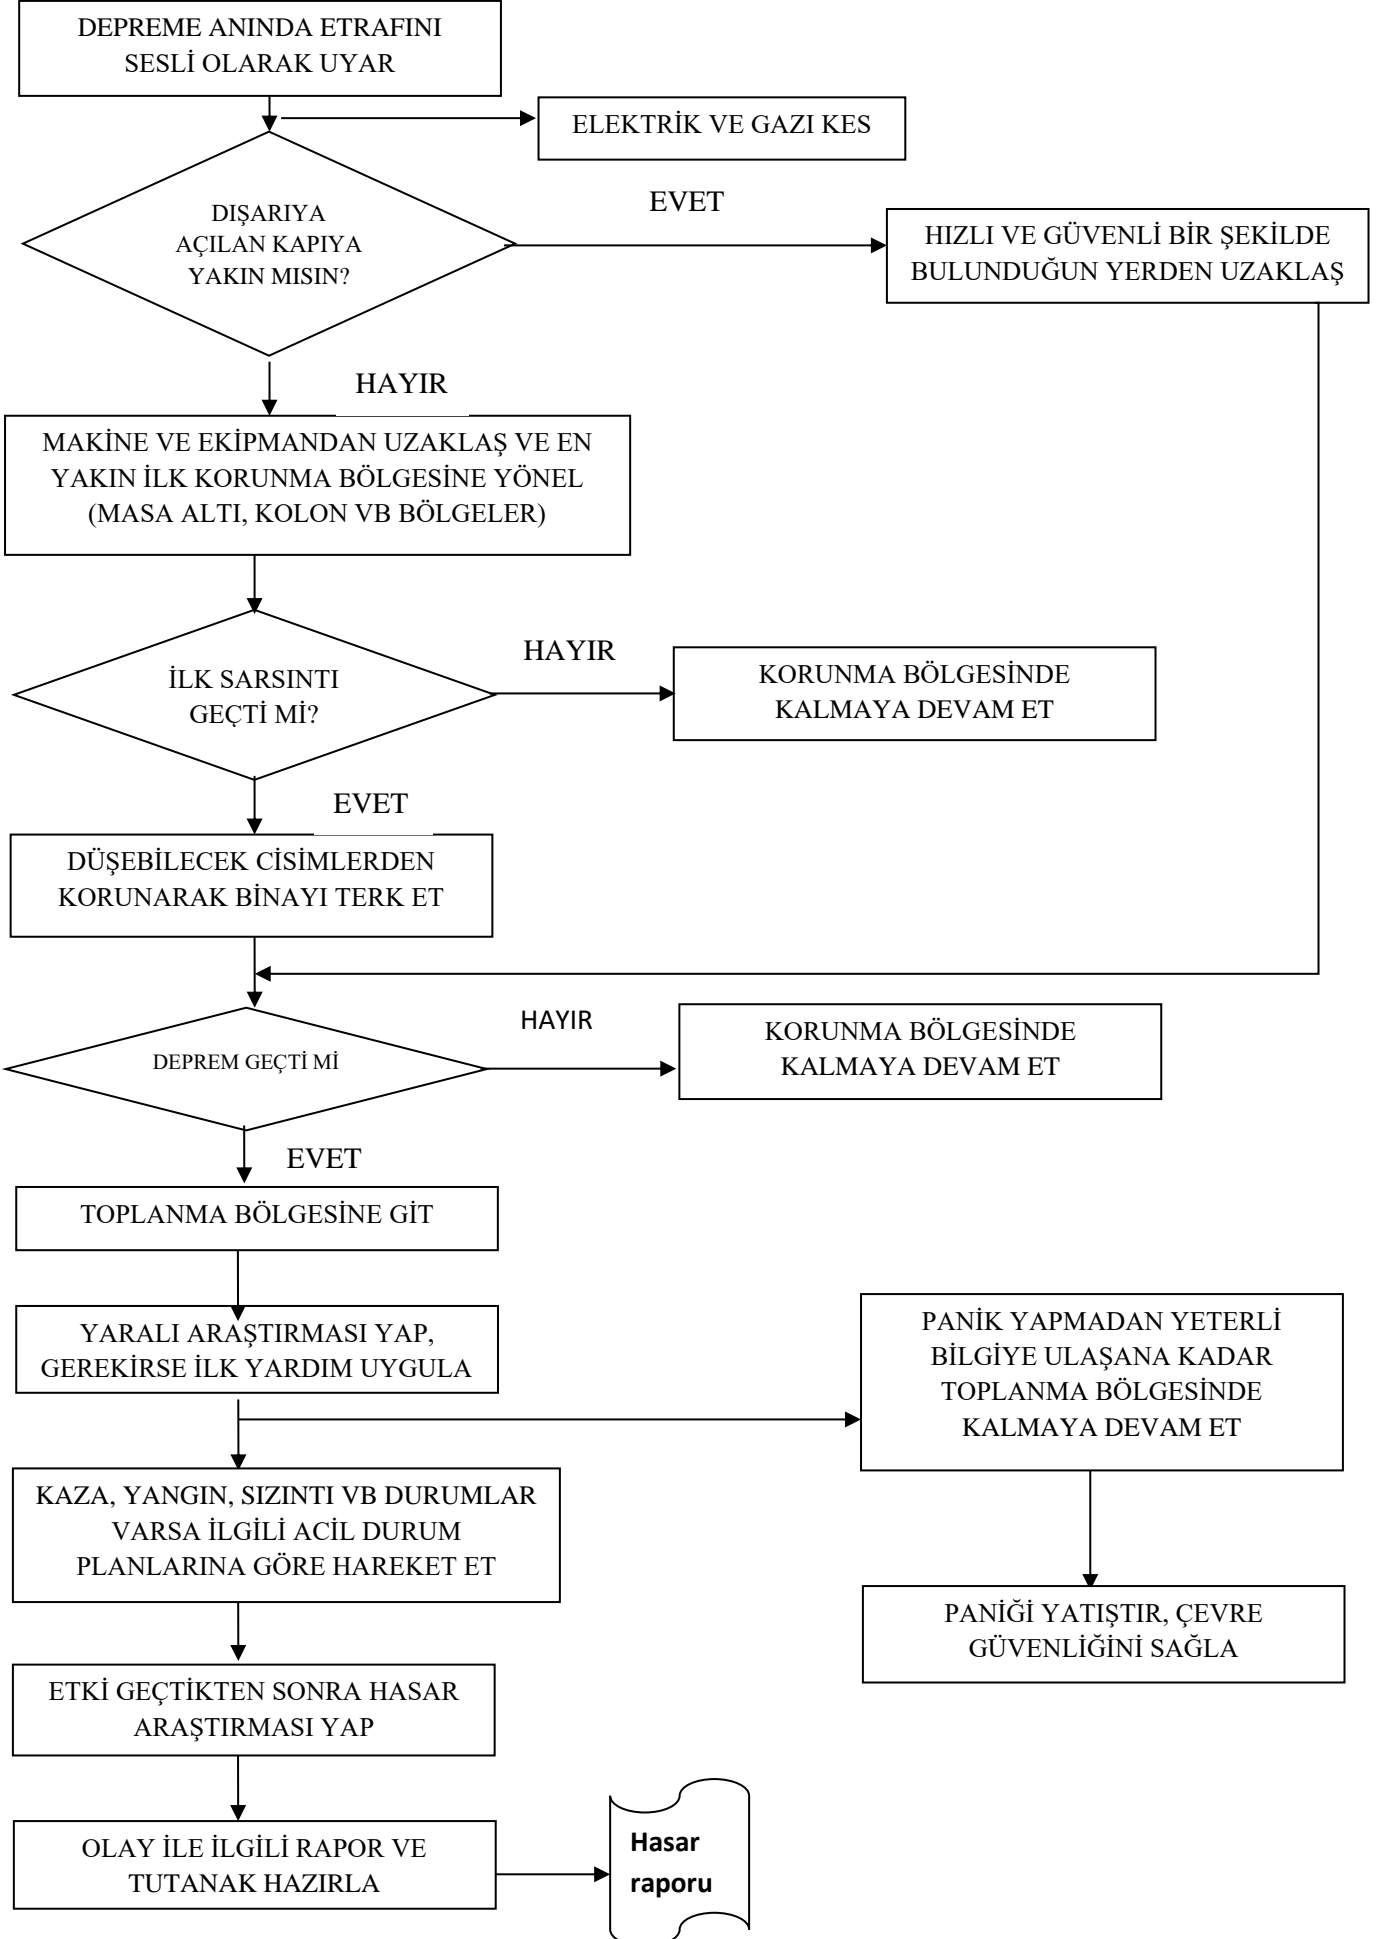 DEPREME ANINDA ETRAFINI
SESLİ OLARAK UYAR
ELEKTRİK VE GAZI KES
DIŞARIYA
AÇILAN KAPIYA
YAKIN MISIN?
EVET
HIZLI VE GÜVENLİ BİR ŞEKİLDE
BULUNDUĞUN YERDEN UZAKLAŞ
HAYIR
MAKİNE VE EKİPMANDAN UZAKLAŞ VE EN
YAKIN İLK KORUNMA BÖLGESİNE YÖNEL
(MASA ALTI, KOLON VB BÖLGELER)
İLK SARSINTI
GEÇTİ Mİ?
HAYIR
KORUNMA BÖLGESİNDE
KALMAYA DEVAM ET
EVET
DÜŞEBİLECEK CİSİMLERDEN
KORUNARAK BİNAYI TERK ET
DEPREM GEÇTİ Mİ
HAYIR
KORUNMA BÖLGESİNDE
KALMAYA DEVAM ET
EVET
TOPLANMA BÖLGESİNE GİT
YARALI ARAŞTIRMASI YAP,
GEREKİRSE İLK YARDIM UYGULA
PANİK YAPMADAN YETERLİ
BİLGİYE ULAŞANA KADAR
TOPLANMA BÖLGESİNDE
KALMAYA DEVAM ET
KAZA, YANGIN, SIZINTI VB DURUMLAR
VARSA İLGİLİ ACİL DURUM
PLANLARINA GÖRE HAREKET ET
PANİĞİ YATIŞTIR, ÇEVRE
GÜVENLİĞİNİ SAĞLA
ETKİ GEÇTİKTEN SONRA HASAR
ARAŞTIRMASI YAP
OLAY İLE İLGİLİ RAPOR VE
TUTANAK HAZIRLA
Hasar
raporu